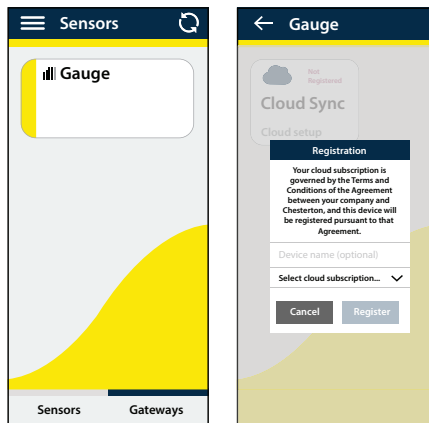 Sensors
Gauge
Sensors
Gateways
Gauge
Not
Registered
Cloud Sync
Cloud setup
Registration
Your cloud subscription is
governed by the Terms and
Conditions of the Agreement
between your company and
Chesterton, and this device will
be registered pursuant to that
Agreement.
Device name (optional)
Select cloud subscription...
Cancel
Register